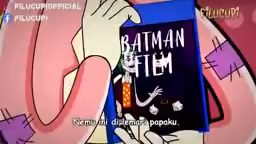 FILUCUPIOFFICIAL
FILUCUPI
FILUCUPI
BATMAN
FILM
Nemu ini dislemari papaku.